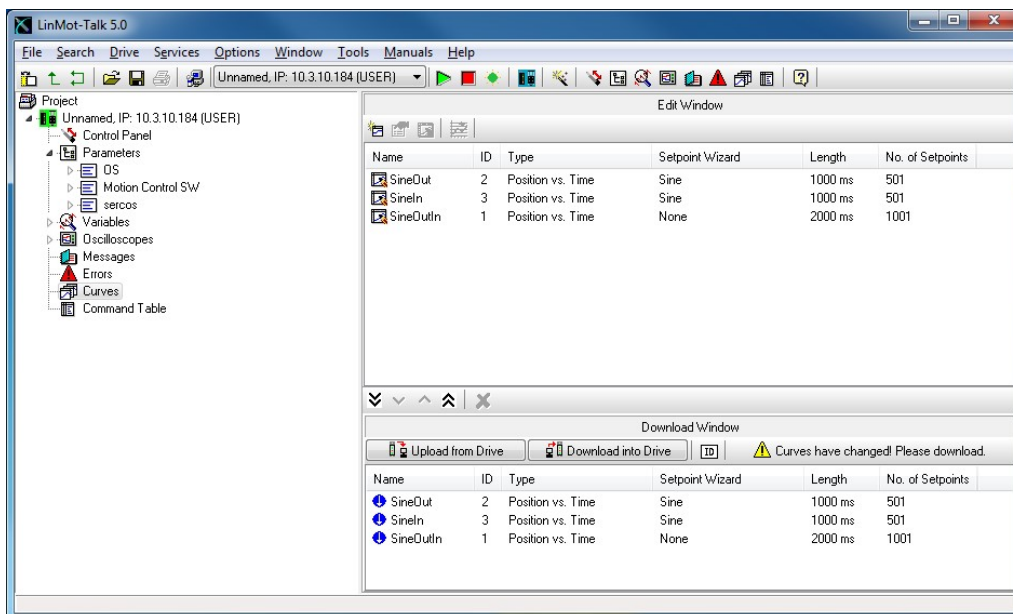 LinMot-Talk 5.0
File Search Drive Services Options Window Tools Manuals Help
Unnamed, IP: 10.3.10.184 (USER)
Project
Unnamed, IP: 10.3.10.184 (USER)
Control Panel
Parameters
OS
Motion Control SW
sercos
Variables
Oscilloscopes
Messages
Errors
Curves
Command Table
Edit Window
Name ID Type Setpoint Wizard Length No. of Setpoints
SineOut 2 Position vs. Time Sine 1000 ms 501
SineIn 3 Position vs. Time Sine 1000 ms 501
SineOutIn 1 Position vs. Time None 2000 ms 1001
Download Window
Upload from Drive Download into Drive ID Curves have changed! Please download.
Name ID Type Setpoint Wizard Length No. of Setpoints
SineOut 2 Position vs. Time Sine 1000 ms 501
SineIn 3 Position vs. Time Sine 1000 ms 501
SineOutIn 1 Position vs. Time None 2000 ms 1001